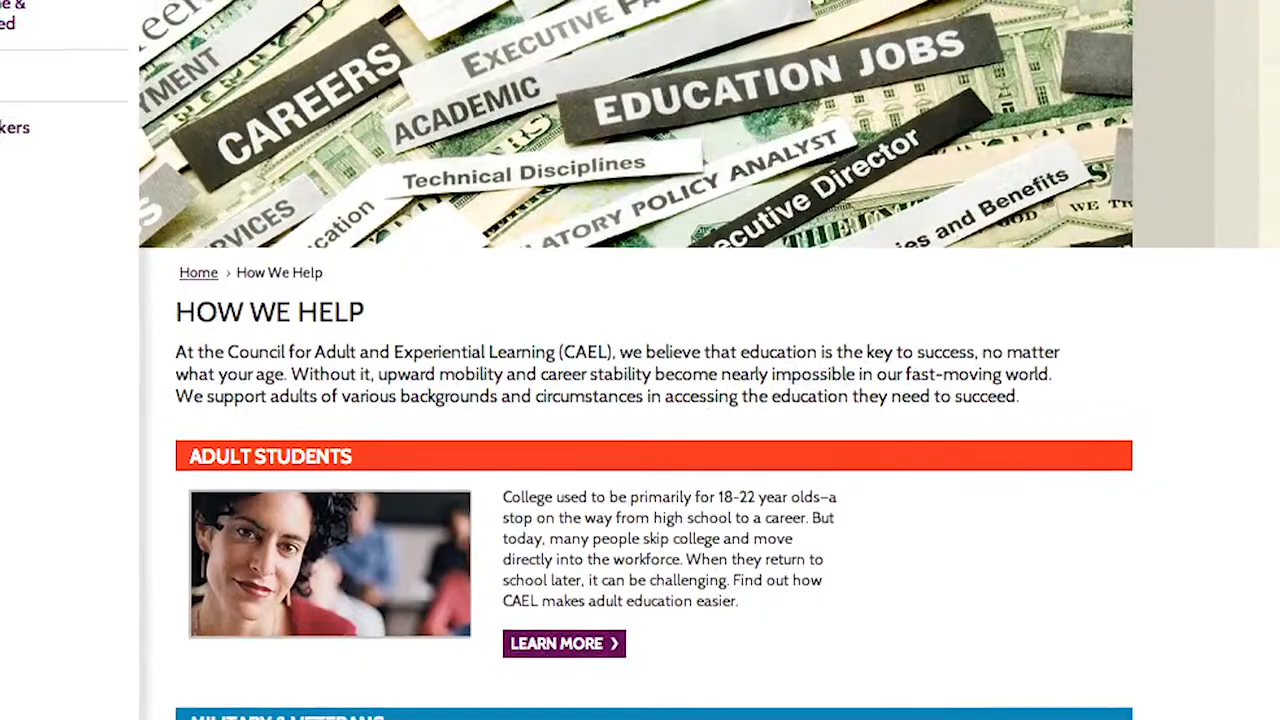 ed
kers
CAREERS
EXECUTIVE
ACADEMIC
EDUCATION JOBS
Technical Disciplines
POLICY ANALYST
Director
and Benefits
WE
Home › How We Help
HOW WE HELP
At the Council for Adult and Experiential Learning (CAEL), we believe that education is the key to success, no matter
what your age. Without it, upward mobility and career stability become nearly impossible in our fast-moving world.
We support adults of various backgrounds and circumstances in accessing the education they need to succeed.
ADULT STUDENTS
College used to be primarily for 18-22 year olds—a
stop on the way from high school to a career. But
today, many people skip college and move
directly into the workforce. When they return to
school later, it can be challenging. Find out how
CAEL makes adult education easier.
LEARN MORE ❯
MILITARY & VETERANS